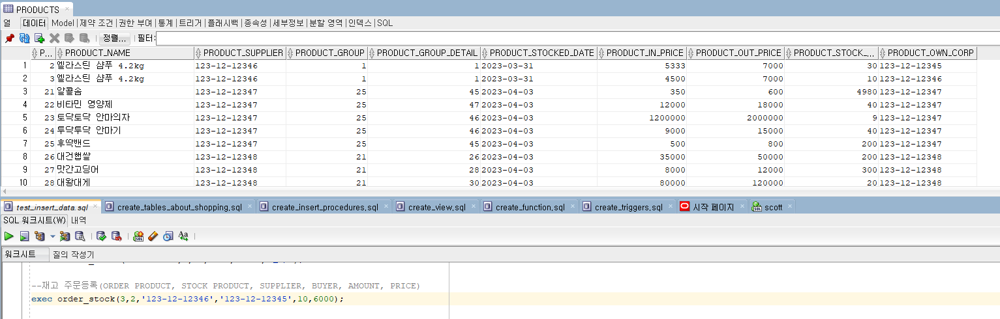 PRODUCTS
열 | 데이터 | Model | 제약 조건 | 권한 부여 | 통계 | 트리거 | 플래시백 | 종속성 | 세부정보 | 분할 영역 | 인덱스 | SQL
정렬... 필터:
P... PRODUCT_NAME PRODUCT_SUPPLIER PRODUCT_GROUP PRODUCT_GROUP_DETAIL PRODUCT_STOCKED_DATE PRODUCT_IN_PRICE PRODUCT_OUT_PRICE PRODUCT_STOCK_... PRODUCT_OWN_CORP
1 2 엘라스틴 샴푸 4.2kg 123-12-12346 1 1 2023-03-31 5333 7000 30 123-12-12345
2 3 엘라스틴 샴푸 4.2kg 123-12-12346 1 1 2023-03-31 4500 7000 10 123-12-12346
3 21 알콜솜 123-12-12347 25 45 2023-04-03 350 600 4980 123-12-12347
4 22 비타민 영양제 123-12-12347 25 47 2023-04-03 12000 18000 40 123-12-12347
5 23 토닥토닥 안마의자 123-12-12347 25 46 2023-04-03 1200000 2000000 9 123-12-12347
6 24 투닥투닥 안마기 123-12-12347 25 46 2023-04-03 9000 15000 40 123-12-12347
7 25 후딱밴드 123-12-12347 25 45 2023-04-03 500 800 200 123-12-12347
8 26 대건햅쌀 123-12-12348 21 26 2023-04-03 35000 50000 200 123-12-12348
9 27 맛간고딩어 123-12-12348 21 28 2023-04-03 8000 12000 300 123-12-12348
10 28 대왕대게 123-12-12348 21 30 2023-04-03 80000 120000 20 123-12-12348
test_insert_data.sql create_tables_about_shopping.sql create_insert_procedures.sql create_view.sql create_function.sql create_triggers.sql 시작 페이지 scott
SQL 워크시트(W) 내역
워크시트 질의 작성기
--재고 주문등록(ORDER PRODUCT, STOCK PRODUCT, SUPPLIER, BUYER, AMOUNT, PRICE)
exec order_stock(3,2,'123-12-12346','123-12-12345',10,6000);